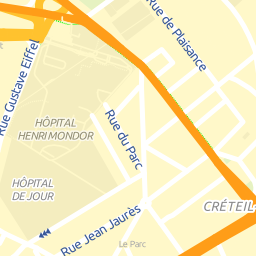 Rue de Plaisance
Rue Gustave Eiffel
HÔPITAL
HENRI MONDOR
Rue du Parc
HÔPITAL
DE JOUR
CRÉTEIL
Rue Jean Jaurès
Le Parc